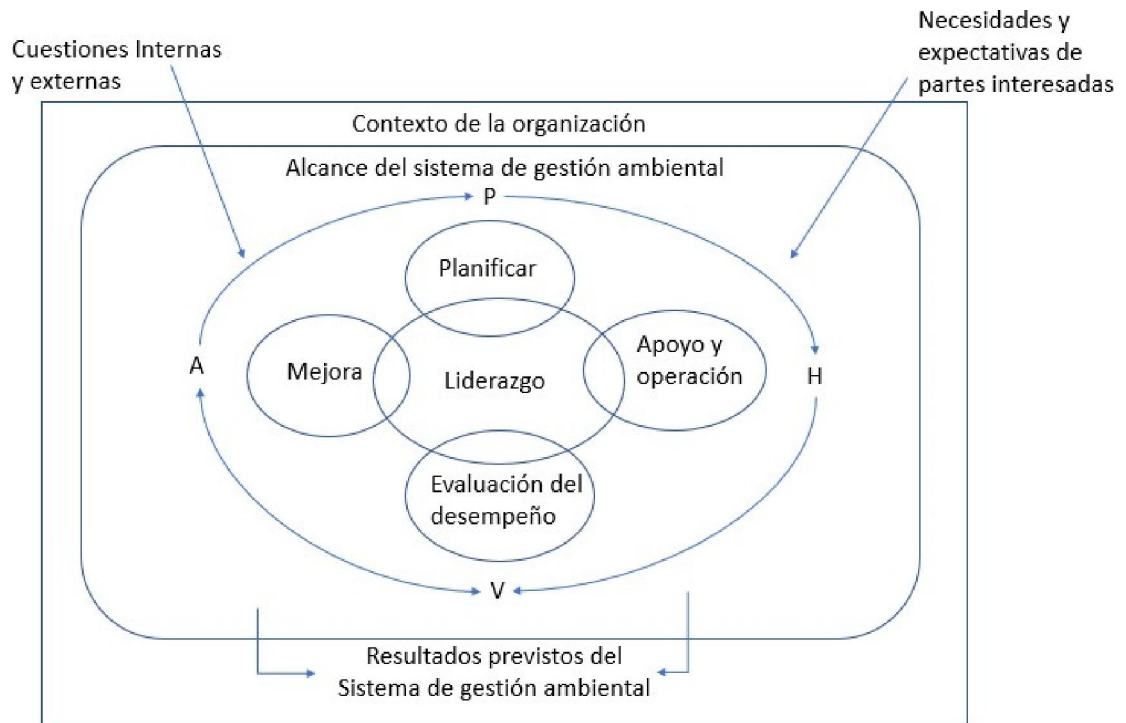 Cuestiones Internas
y externas
Necesidades y
expectativas de
partes interesadas
Contexto de la organización
Alcance del sistema de gestión ambiental
P
Planificar
A
Mejora
Liderazgo
Apoyo y
operación
H
Evaluación del
desempeño
V
Resultados previstos del
Sistema de gestión ambiental